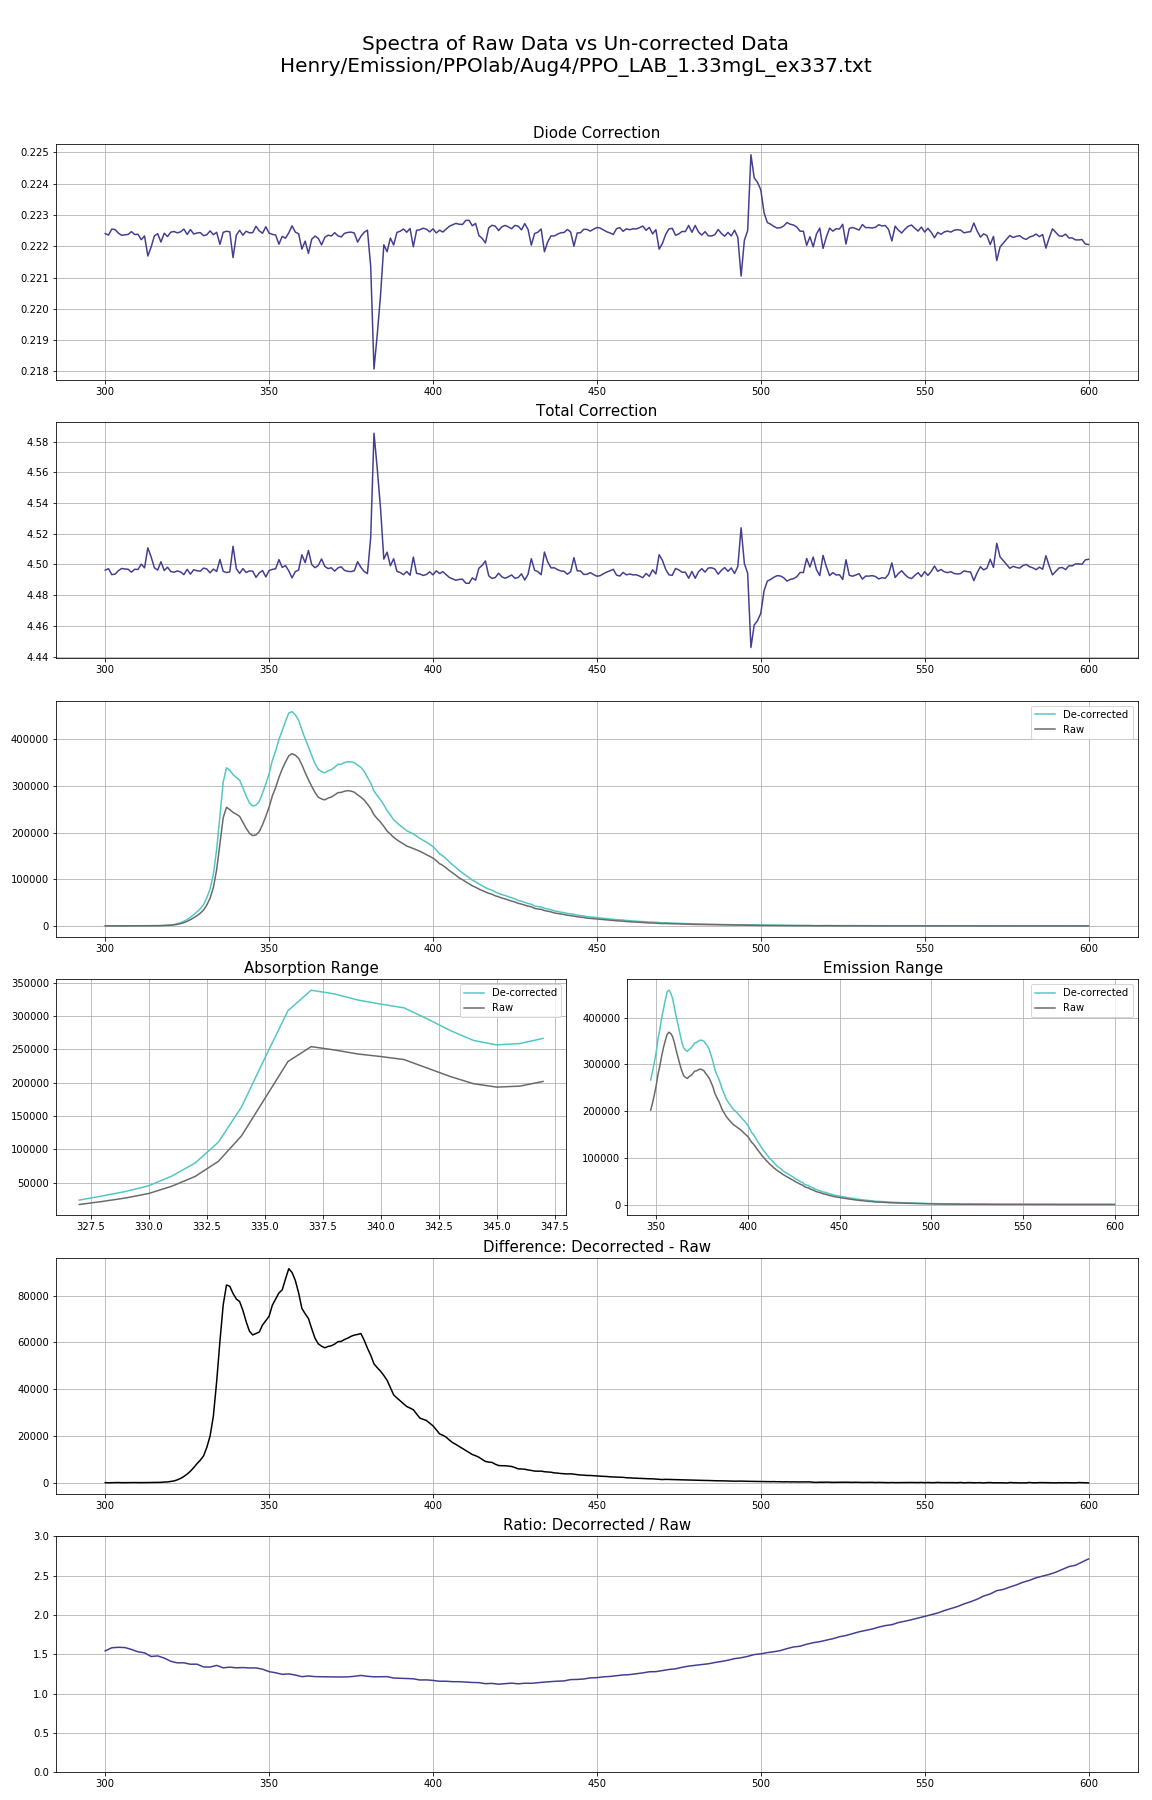 Spectra of Raw Data vs Un-corrected Data
Henry/Emission/PPOlab/Aug4/PPO_LAB_1.33mgL_ex337.txt
Diode Correction
0.225
0.224
0.223
0.222
0.221
0.220
0.219
0.218
300 350 400 450 500 550 600
Total Correction
4.58
4.56
4.54
4.52
4.50
4.48
4.46
4.44
300 350 400 450 500 550 600
De-corrected
Raw
400000
300000
200000
100000
0
300 350 400 450 500 550 600
Absorption Range
De-corrected
Raw
350000
300000
250000
200000
150000
100000
50000
327.5 330.0 332.5 335.0 337.5 340.0 342.5 345.0 347.5
Emission Range
De-corrected
Raw
400000
300000
200000
100000
0
350 400 450 500 550 600
Difference: Decorrected - Raw
80000
60000
40000
20000
0
300 350 400 450 500 550 600
Ratio: Decorrected / Raw
3.0
2.5
2.0
1.5
1.0
0.5
0.0
300 350 400 450 500 550 600